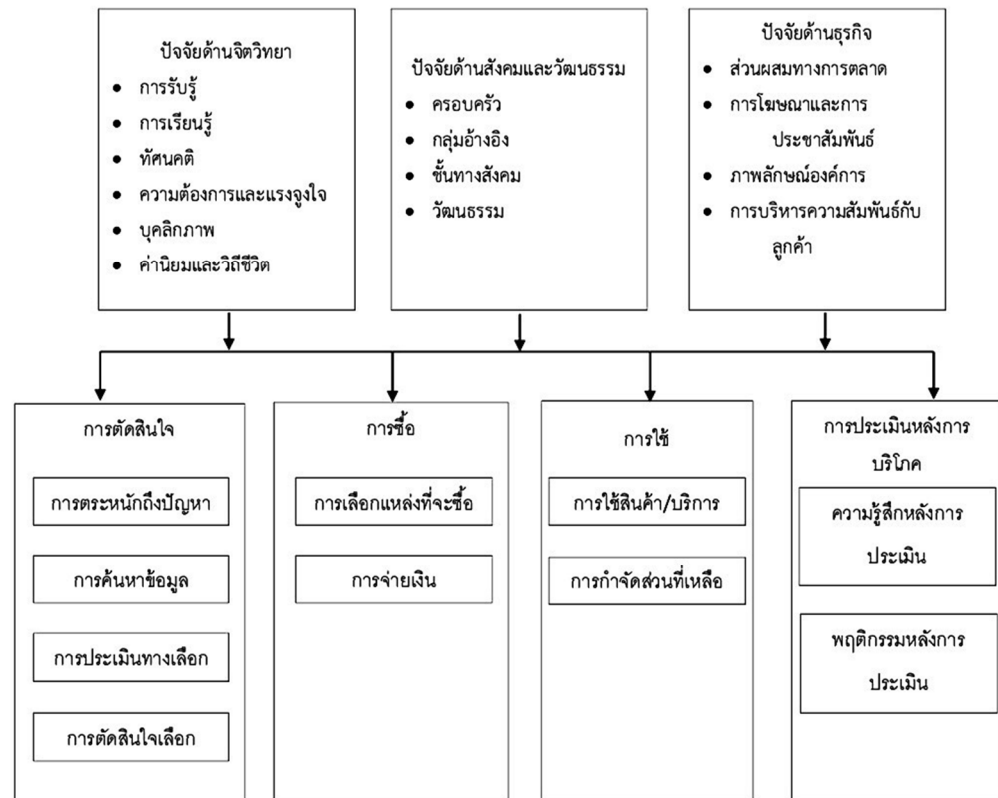 ปัจจัยด้านจิตวิทยา
• การรับรู้
• การเรียนรู้
• ทัศนคติ
• ความต้องการและแรงจูงใจ
• บุคลิกภาพ
• ค่านิยมและวิถีชีวิต
ปัจจัยด้านสังคมและวัฒนธรรม
• ครอบครัว
• กลุ่มอ้างอิง
• ชั้นทางสังคม
• วัฒนธรรม
ปัจจัยด้านธุรกิจ
• ส่วนผสมทางการตลาด
• การโฆษณาและการ
ประชาสัมพันธ์
• ภาพลักษณ์องค์การ
• การบริหารความสัมพันธ์กับ
ลูกค้า
การตัดสินใจ
การตระหนักถึงปัญหา
การค้นหาข้อมูล
การประเมินทางเลือก
การตัดสินใจเลือก
การซื้อ
การเลือกแหล่งที่จะซื้อ
การจ่ายเงิน
การใช้
การใช้สินค้า/บริการ
การกำจัดส่วนที่เหลือ
การประเมินหลังการ
บริโภค
ความรู้สึกหลังการ
ประเมิน
พฤติกรรมหลังการ
ประเมิน